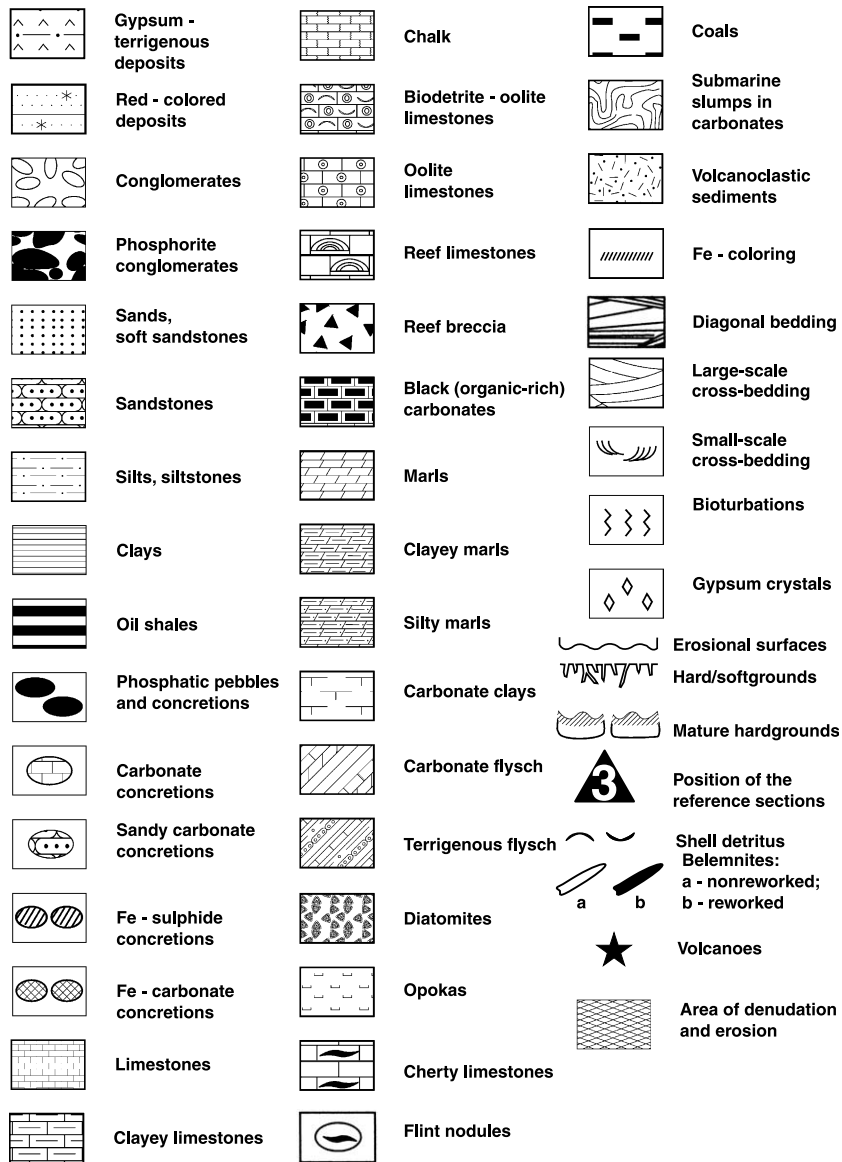 Gypsum -
terrigenous
deposits
Red - colored
deposits
Conglomerates
Phosphorite
conglomerates
Sands,
soft sandstones
Sandstones
Silts, siltstones
Clays
Oil shales
Phosphatic pebbles
and concretions
Carbonate
concretions
Sandy carbonate
concretions
Fe - sulphide
concretions
Fe - carbonate
concretions
Limestones
Clayey limestones
Chalk
Biodetrite - oolite
limestones
Oolite
limestones
Reef limestones
Reef breccia
Black (organic-rich)
carbonates
Marls
Clayey marls
Silty marls
Carbonate clays
Carbonate flysch
Terrigenous flysch
Diatomites
Opokas
Cherty limestones
Flint nodules
Coals
Submarine
slumps in
carbonates
Volcanoclastic
sediments
Fe - coloring
Diagonal bedding
Large-scale
cross-bedding
Small-scale
cross-bedding
Bioturbations
Gypsum crystals
Erosional surfaces
Hard/softgrounds
Mature hardgrounds
3
Position of the
reference sections
Shell detritus
Belemnites:
a - nonreworked;
b - reworked
a b
Volcanoes
Area of denudation
and erosion